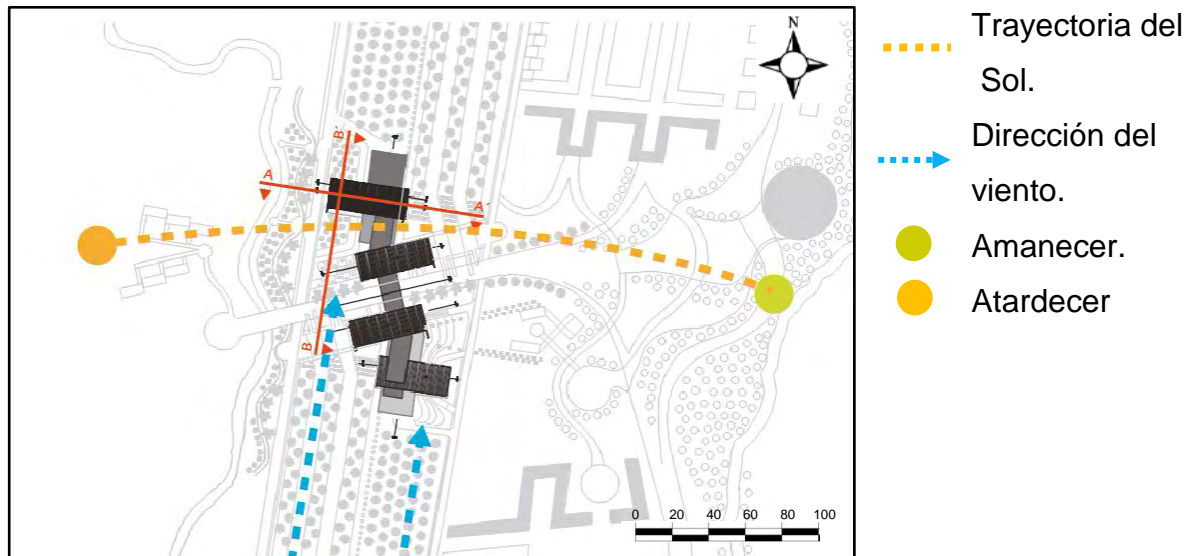 N
B'
A
A'
B
0 20 40 60 80 100
Trayectoria del
Sol.
Dirección del
viento.
Amanecer.
Atardecer